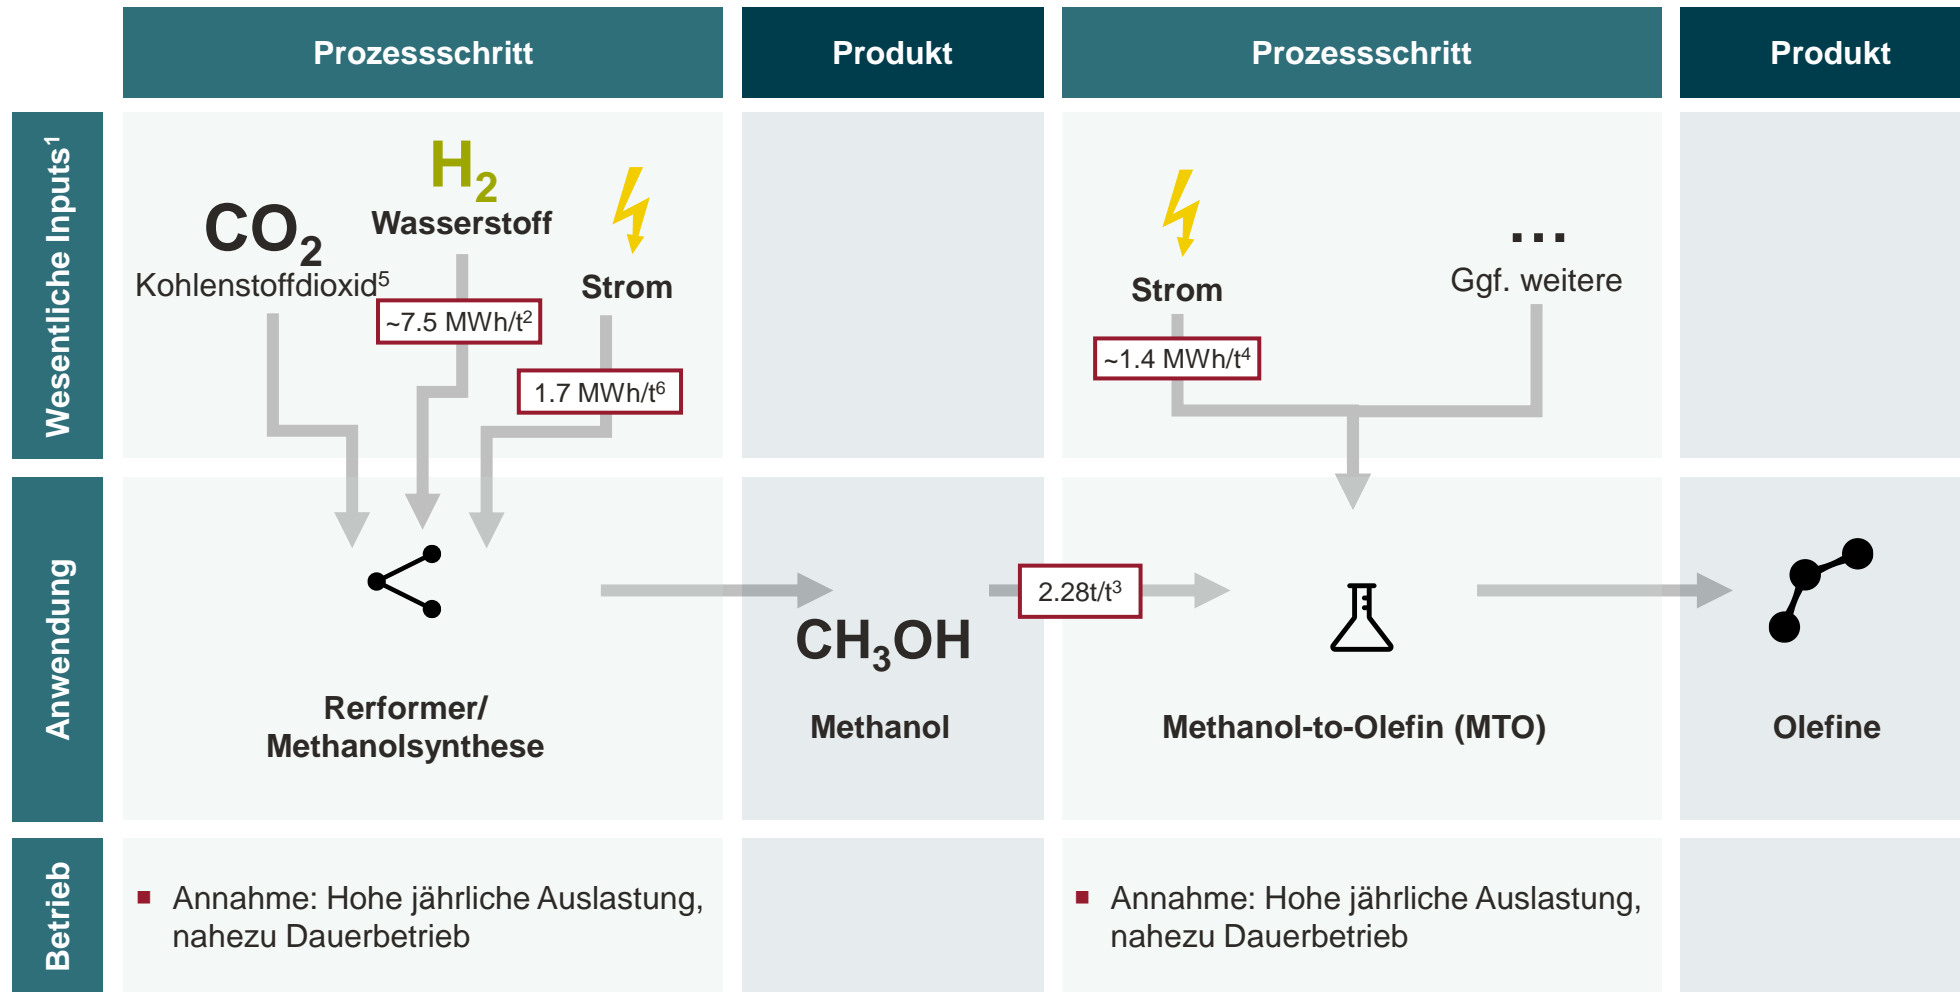 Prozessschritt
Produkt
Prozessschritt
Produkt
Wesentliche Inputs¹
CO₂
Kohlenstoffdioxid⁵
H₂
Wasserstoff
~7.5 MWh/t²
Strom
1.7 MWh/t⁶
Strom
~1.4 MWh/t⁴
...
Ggf. weitere
Anwendung
Rerformer/
Methanolsynthese
CH₃OH
Methanol
2.28t/t³
Methanol-to-Olefin (MTO)
Olefine
Betrieb
▪ Annahme: Hohe jährliche Auslastung,
nahezu Dauerbetrieb
▪ Annahme: Hohe jährliche Auslastung,
nahezu Dauerbetrieb